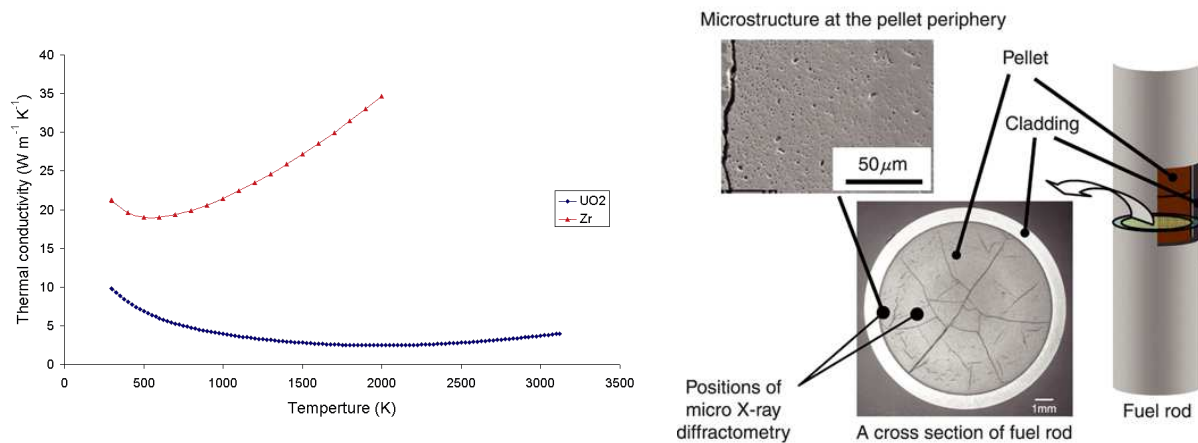 40
35
30
25
20
15
10
5
0
Thermal conductivity (W m⁻¹ K⁻¹)
0 500 1000 1500 2000 2500 3000 3500
Temperture (K)
UO2
Zr
Microstructure at the pellet periphery
50μm
Pellet
Cladding
Positions of
micro X-ray
diffractometry
1mm
A cross section of fuel rod
Fuel rod